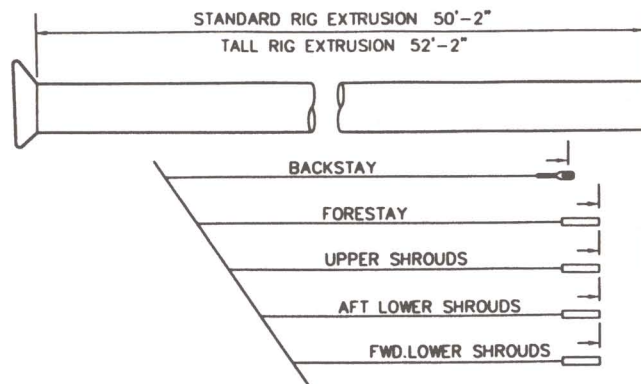 STANDARD RIG EXTRUSION 50'-2"
TALL RIG EXTRUSION 52'-2"
BACKSTAY
FORESTAY
UPPER SHROUDS
AFT LOWER SHROUDS
FWD.LOWER SHROUDS